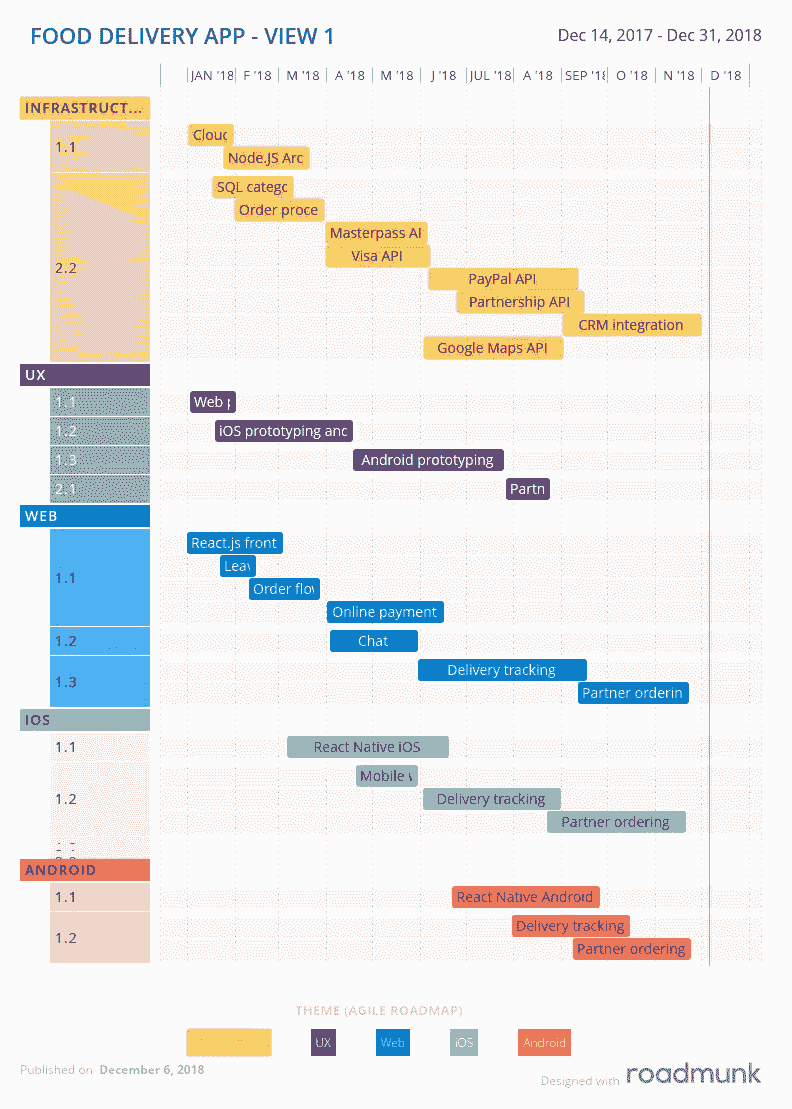 FOOD DELIVERY APP - VIEW 1
Dec 14, 2017 - Dec 31, 2018
JAN '18 F '18 M '18 A '18 M '18 J '18 JUL '18 A '18 SEP '18 O '18 N '18 D '18
INFRASTRUCT...
1.1
Cloud
Node.JS Arc
2.2
SQL catego
Order proce
Masterpass AI
Visa API
PayPal API
Partnership API
CRM integration
Google Maps API
UX
1.1
Web p
1.2
iOS prototyping and
1.3
Android prototyping
2.1
Partn
WEB
1.1
React.js front
Lea
Order flo
Online payment
1.2
Chat
1.3
Delivery tracking
Partner orderin
IOS
1.1
React Native iOS
1.2
Mobile
Delivery tracking
Partner ordering
ANDROID
1.1
React Native Android
1.2
Delivery tracking
Partner ordering
THEME (AGILE ROADMAP)
UX Web iOS Android
Published on December 6, 2018
Designed with roadmunk